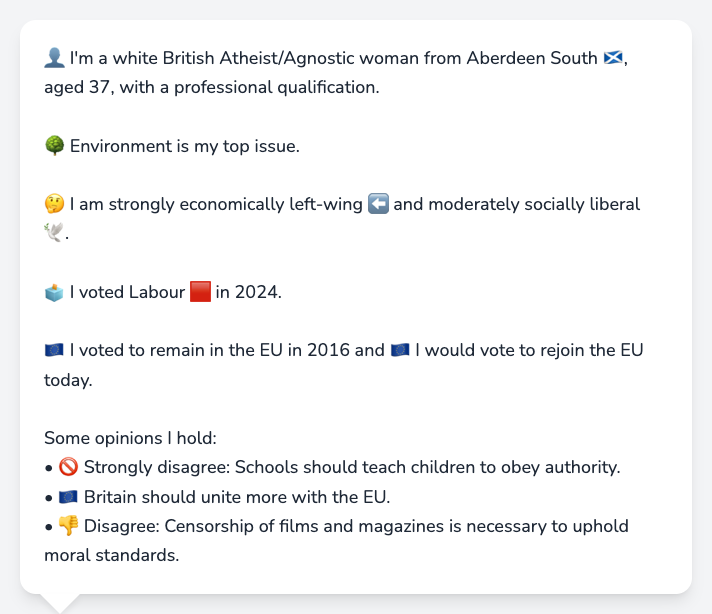 👤 I'm a white British Atheist/Agnostic woman from Aberdeen South 🏴󠁧󠁢󠁳󠁣󠁴󠁿,
aged 37, with a professional qualification.
🌳 Environment is my top issue.
🤔 I am strongly economically left-wing ⬅️ and moderately socially liberal
🕊️.
🗳️ I voted Labour 🟥 in 2024.
🇪🇺 I voted to remain in the EU in 2016 and 🇪🇺 I would vote to rejoin the EU
today.
Some opinions I hold:
• 🚫 Strongly disagree: Schools should teach children to obey authority.
• 🇪🇺 Britain should unite more with the EU.
• 👎 Disagree: Censorship of films and magazines is necessary to uphold
moral standards.